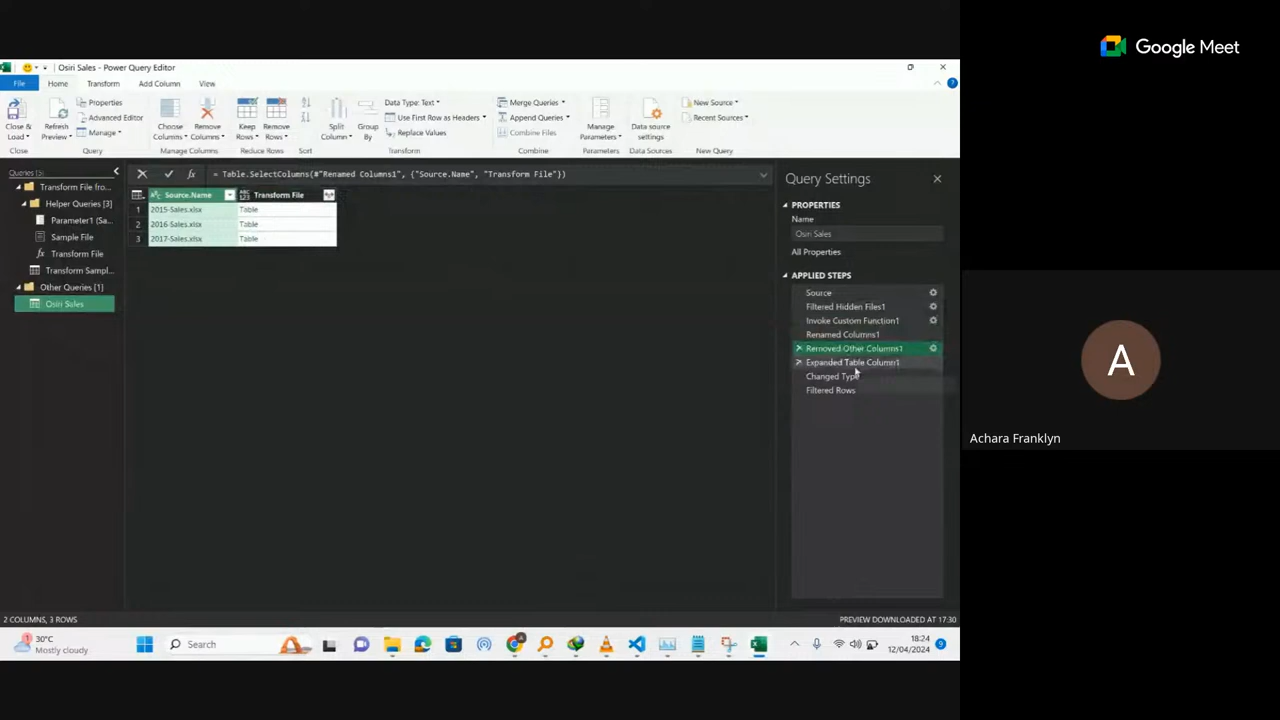 Google Meet
Osiri Sales - Power Query Editor
File Home Transform Add Column View
Close & Load
Refresh Preview
Properties
Advanced Editor
Manage
Choose Columns
Remove Columns
Keep Rows
Remove Rows
Split Column
Group By
Data Type: Text
Use First Row as Headers
Replace Values
Merge Queries
Append Queries
Combine Files
Manage Parameters
Data source settings
New Source
Recent Sources
Close Query Manage Columns Reduce Rows Sort Transform Combine Parameters Data Sources New Query
Queries [5]
Transform File fro...
Helper Queries [3]
Parameter1 (Sa...
Sample File
fx Transform File
Transform Sampl...
Other Queries [1]
Osiri Sales
fx = Table.SelectColumns(#"Renamed Columns1", {"Source.Name", "Transform File"})
ABC Source.Name ABC 123 Transform File
1 2015-Sales.xlsx Table
2 2016-Sales.xlsx Table
3 2017-Sales.xlsx Table
Query Settings
PROPERTIES
Name
Osiri Sales
All Properties
APPLIED STEPS
Source
Filtered Hidden Files1
Invoke Custom Function1
Renamed Columns1
Removed Other Columns1
Expanded Table Column1
Changed Type
Filtered Rows
A
Achara Franklyn
2 COLUMNS, 3 ROWS
PREVIEW DOWNLOADED AT 17:30
1
30°C
Mostly cloudy
Search
18:24
12/04/2024
9